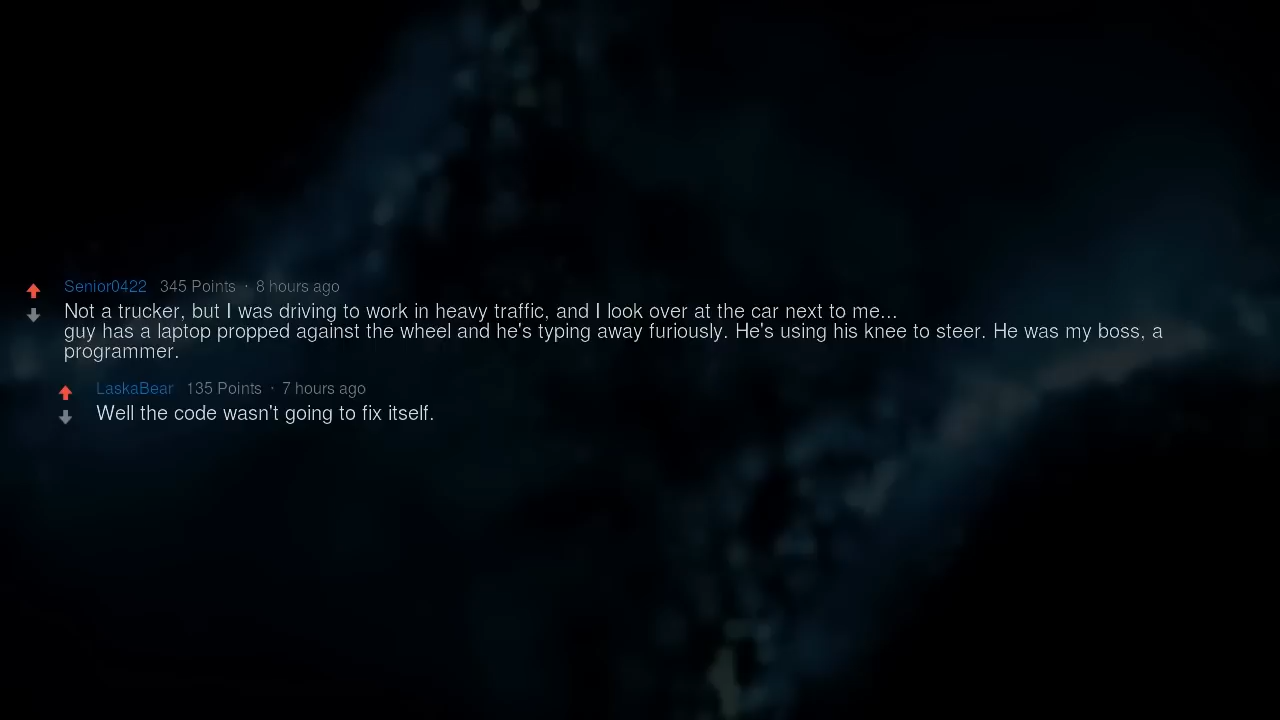 Senior0422 345 Points · 8 hours ago
Not a trucker, but I was driving to work in heavy traffic, and I look over at the car next to me...
guy has a laptop propped against the wheel and he's typing away furiously. He's using his knee to steer. He was my boss, a
programmer.
LaskaBear 135 Points · 7 hours ago
Well the code wasn't going to fix itself.